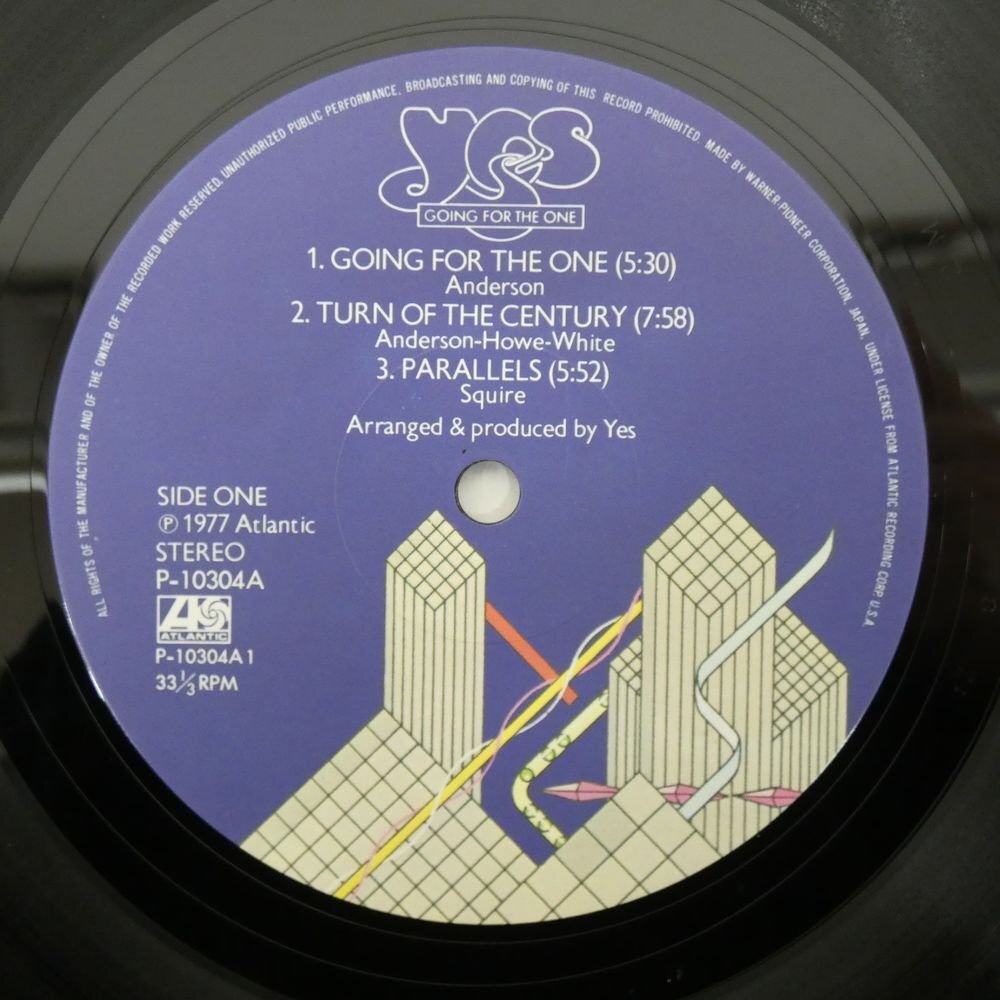 ALL RIGHTS OF THE MANUFACTURER AND OF THE OWNER OF THE RECORDED WORK RESERVED. UNAUTHORIZED PUBLIC PERFORMANCE, BROADCASTING AND COPYING OF THIS RECORD PROHIBITED. MADE BY WARNER-PIONEER CORPORATION, JAPAN, UNDER LICENSE FROM ATLANTIC RECORDING CORP. U.S.A.
yes
GOING FOR THE ONE
1. GOING FOR THE ONE (5:30)
Anderson
2. TURN OF THE CENTURY (7:58)
Anderson-Howe-White
3. PARALLELS (5:52)
Squire
Arranged & produced by Yes
SIDE ONE
Ⓟ 1977 Atlantic
STEREO
P-10304A
ATLANTIC
P-10304A1
33⅓ RPM